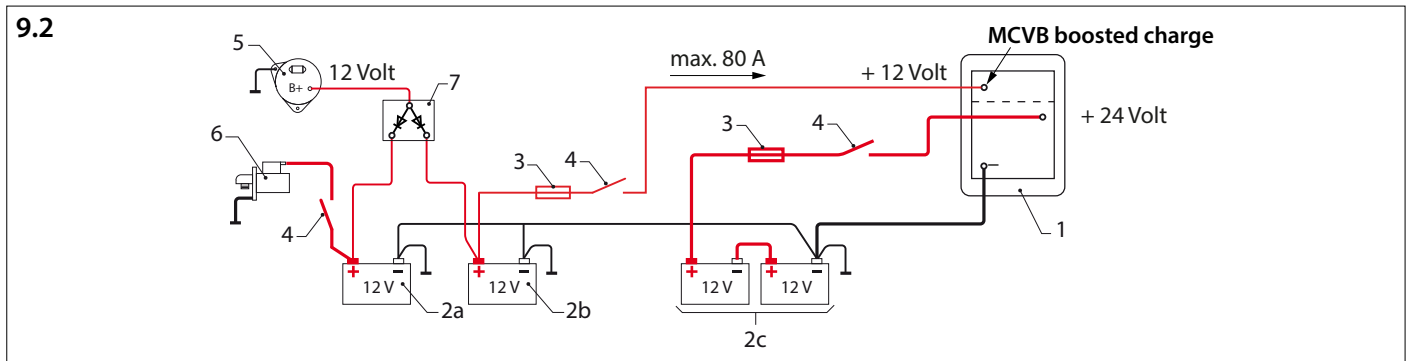 9.2
MCVB boosted charge
5
12 Volt
max. 80 A
+ 12 Volt
B+
7
+ 24 Volt
6
3
4
3
4
4
1
+
–
+
–
+
–
+
–
12 V
12 V
12 V
12 V
2a
2b
2c